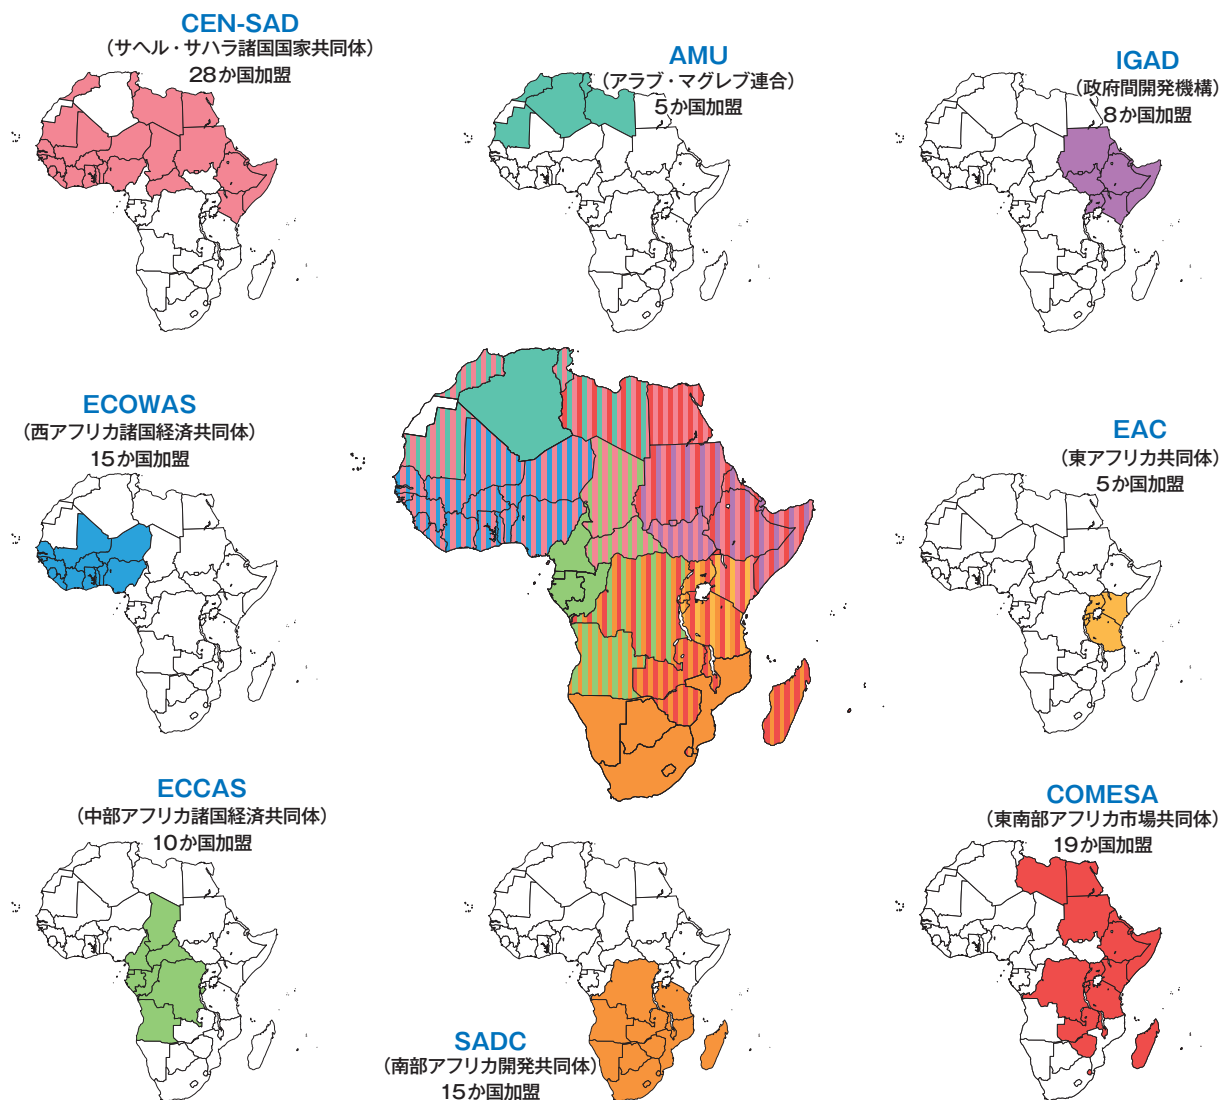 CEN-SAD
（サヘル・サハラ諸国国家共同体）
28か国加盟
AMU
（アラブ・マグレブ連合）
5か国加盟
IGAD
（政府間開発機構）
8か国加盟
ECOWAS
（西アフリカ諸国経済共同体）
15か国加盟
EAC
（東アフリカ共同体）
5か国加盟
ECCAS
（中部アフリカ諸国経済共同体）
10か国加盟
SADC
（南部アフリカ開発共同体）
15か国加盟
COMESA
（東南部アフリカ市場共同体）
19か国加盟